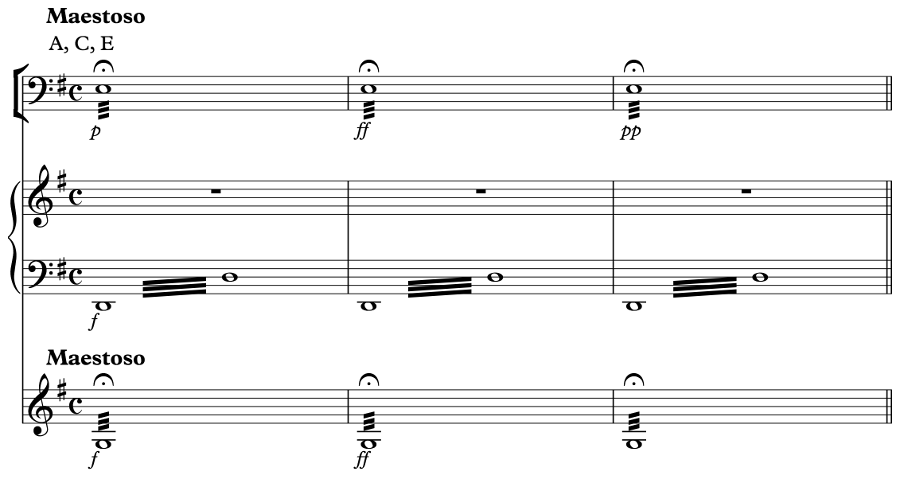 Maestoso
A, C, E
p ff pp
f
Maestoso
f ff